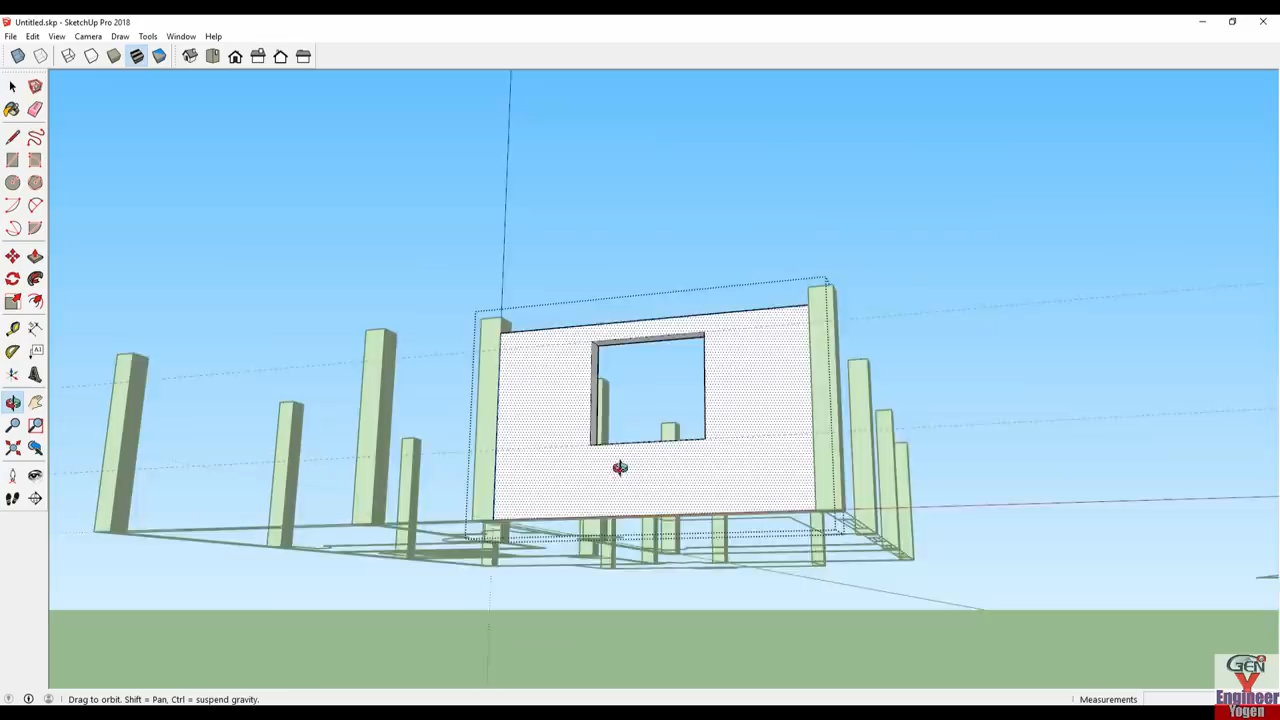 Untitled.skp - SketchUp Pro 2018
File Edit View Camera Draw Tools Window Help
A1
Drag to orbit. Shift = Pan, Ctrl = suspend gravity.
Measurements
GEN
Y
Engineer
Yogen